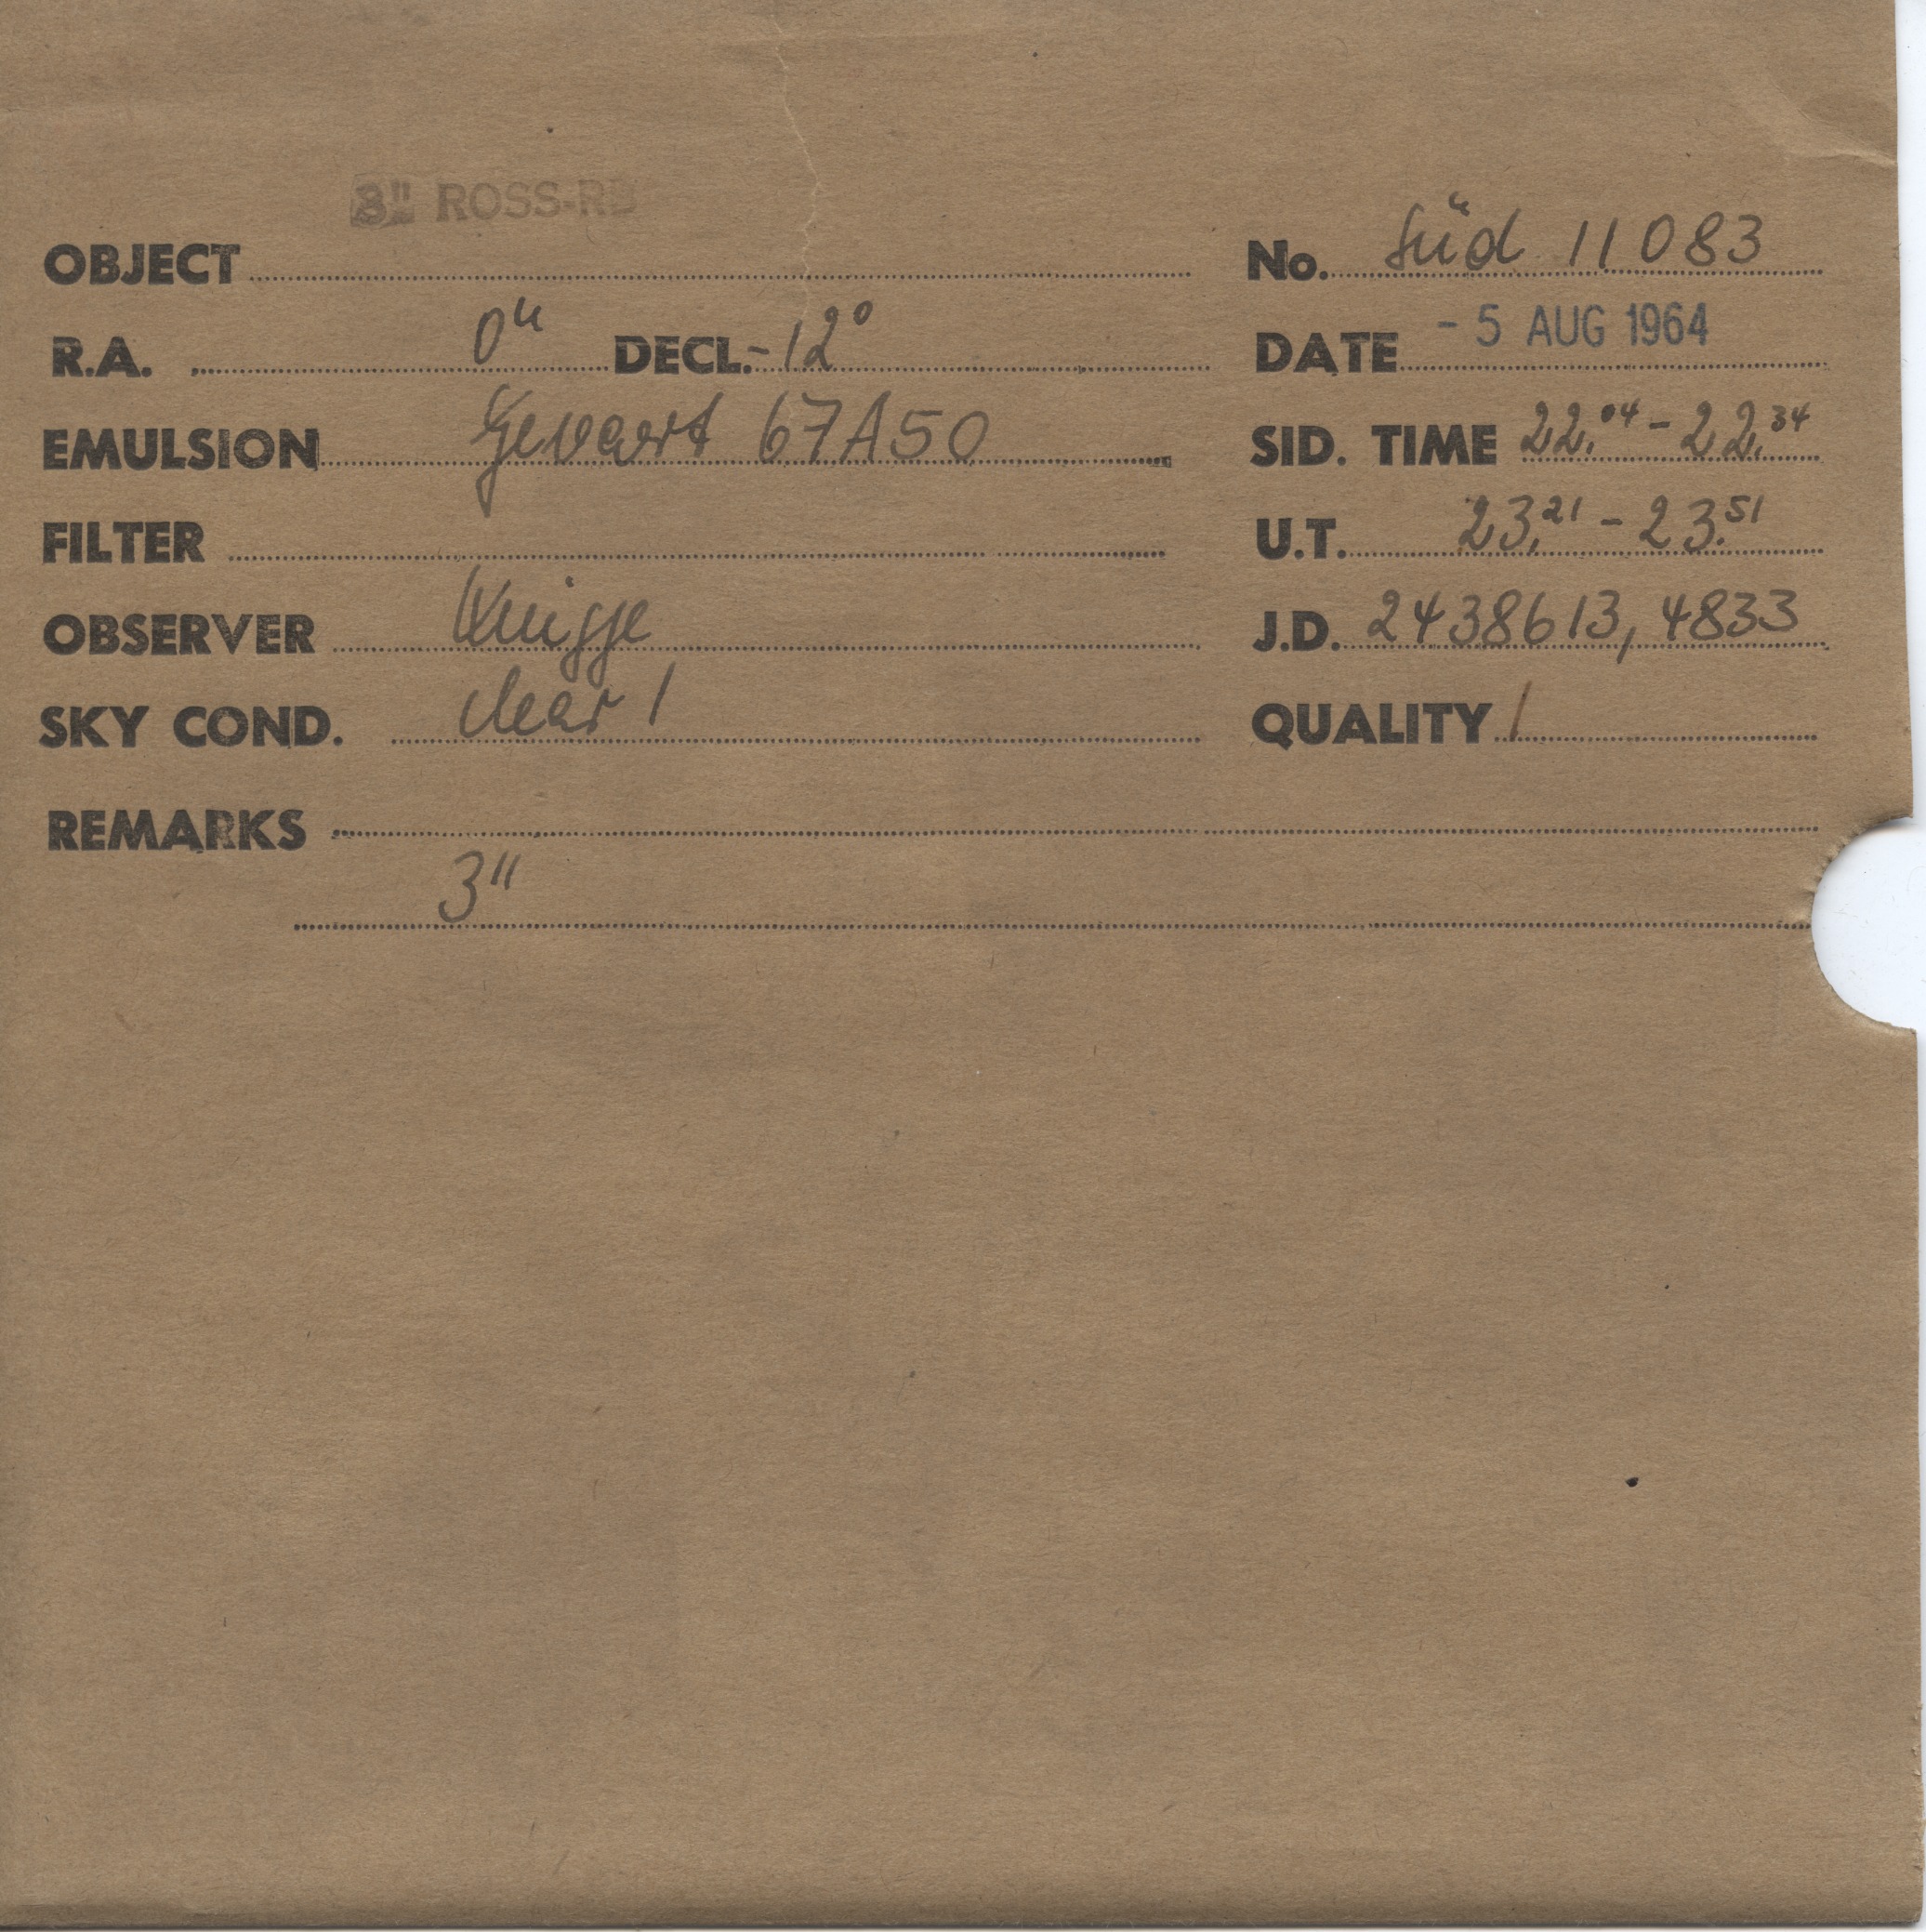 3" ROSS-RB
OBJECT No. Süd 11083
R.A. 0ʰ DECL. -12° DATE - 5 AUG 1964
EMULSION Gevaert 67A50 SID. TIME 22.04 - 22.34
FILTER U.T. 23.21 - 23.51
OBSERVER Knigge J.D. 2438613,4833
SKY COND. clear 1 QUALITY 1
REMARKS
3"